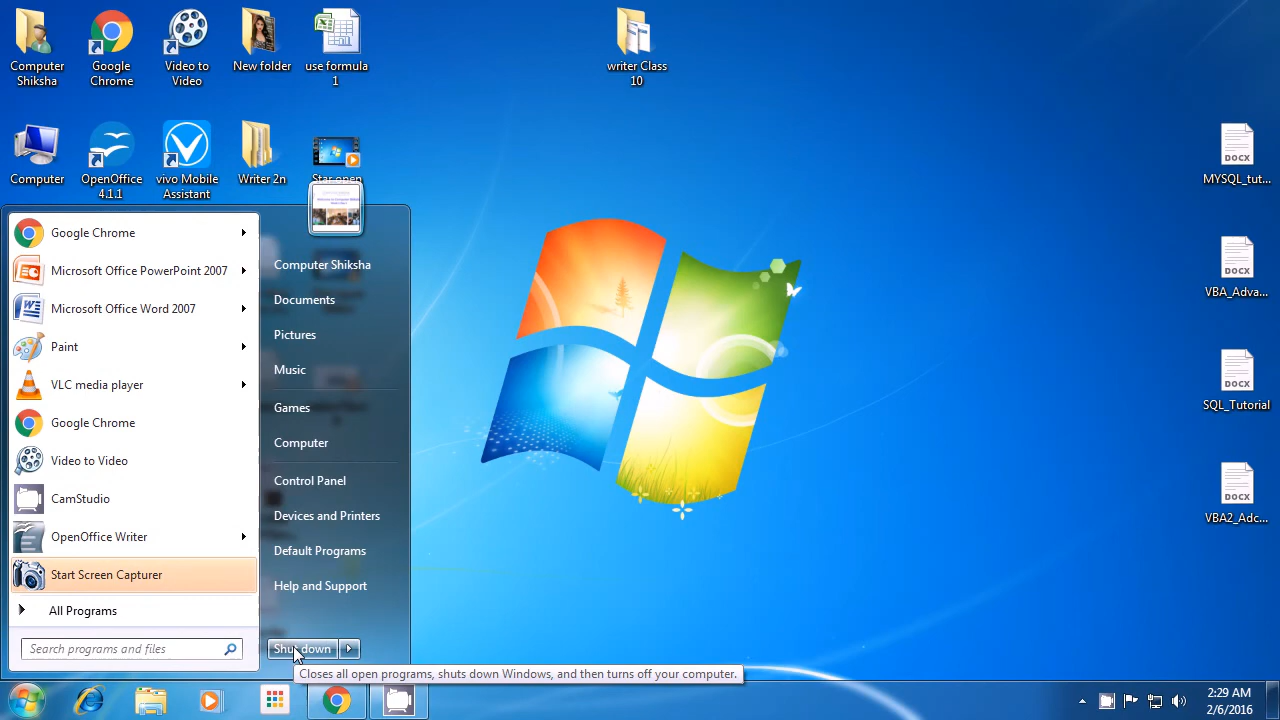 Computer
Shiksha
Google
Chrome
Video to
Video
New folder
use formula
1
writer Class
10
Computer
OpenOffice
4.1.1
vivo Mobile
Assistant
Writer 2n
Star open
DOCX
MYSQL_tut...
DOCX
VBA_Adva...
DOCX
SQL_Tutorial
DOCX
VBA2_Adc...
Google Chrome
Microsoft Office PowerPoint 2007
Microsoft Office Word 2007
Paint
VLC media player
Google Chrome
Video to Video
CamStudio
OpenOffice Writer
Start Screen Capturer
All Programs
Search programs and files
Computer Shiksha
Documents
Pictures
Music
Games
Computer
Control Panel
Devices and Printers
Default Programs
Help and Support
Shut down
Closes all open programs, shuts down Windows, and then turns off your computer.
2:29 AM
2/6/2016